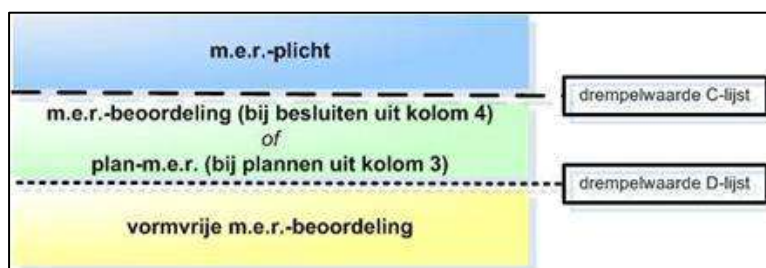 m.e.r.-plicht
drempelwaarde C-lijst
m.e.r.-beoordeling (bij besluiten uit kolom 4)
of
plan-m.e.r. (bij plannen uit kolom 3)
drempelwaarde D-lijst
vormvrije m.e.r.-beoordeling